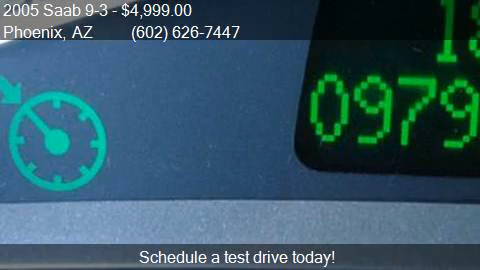 2005 Saab 9-3 - $4,999.00
Phoenix, AZ (602) 626-7447
0979
Schedule a test drive today!